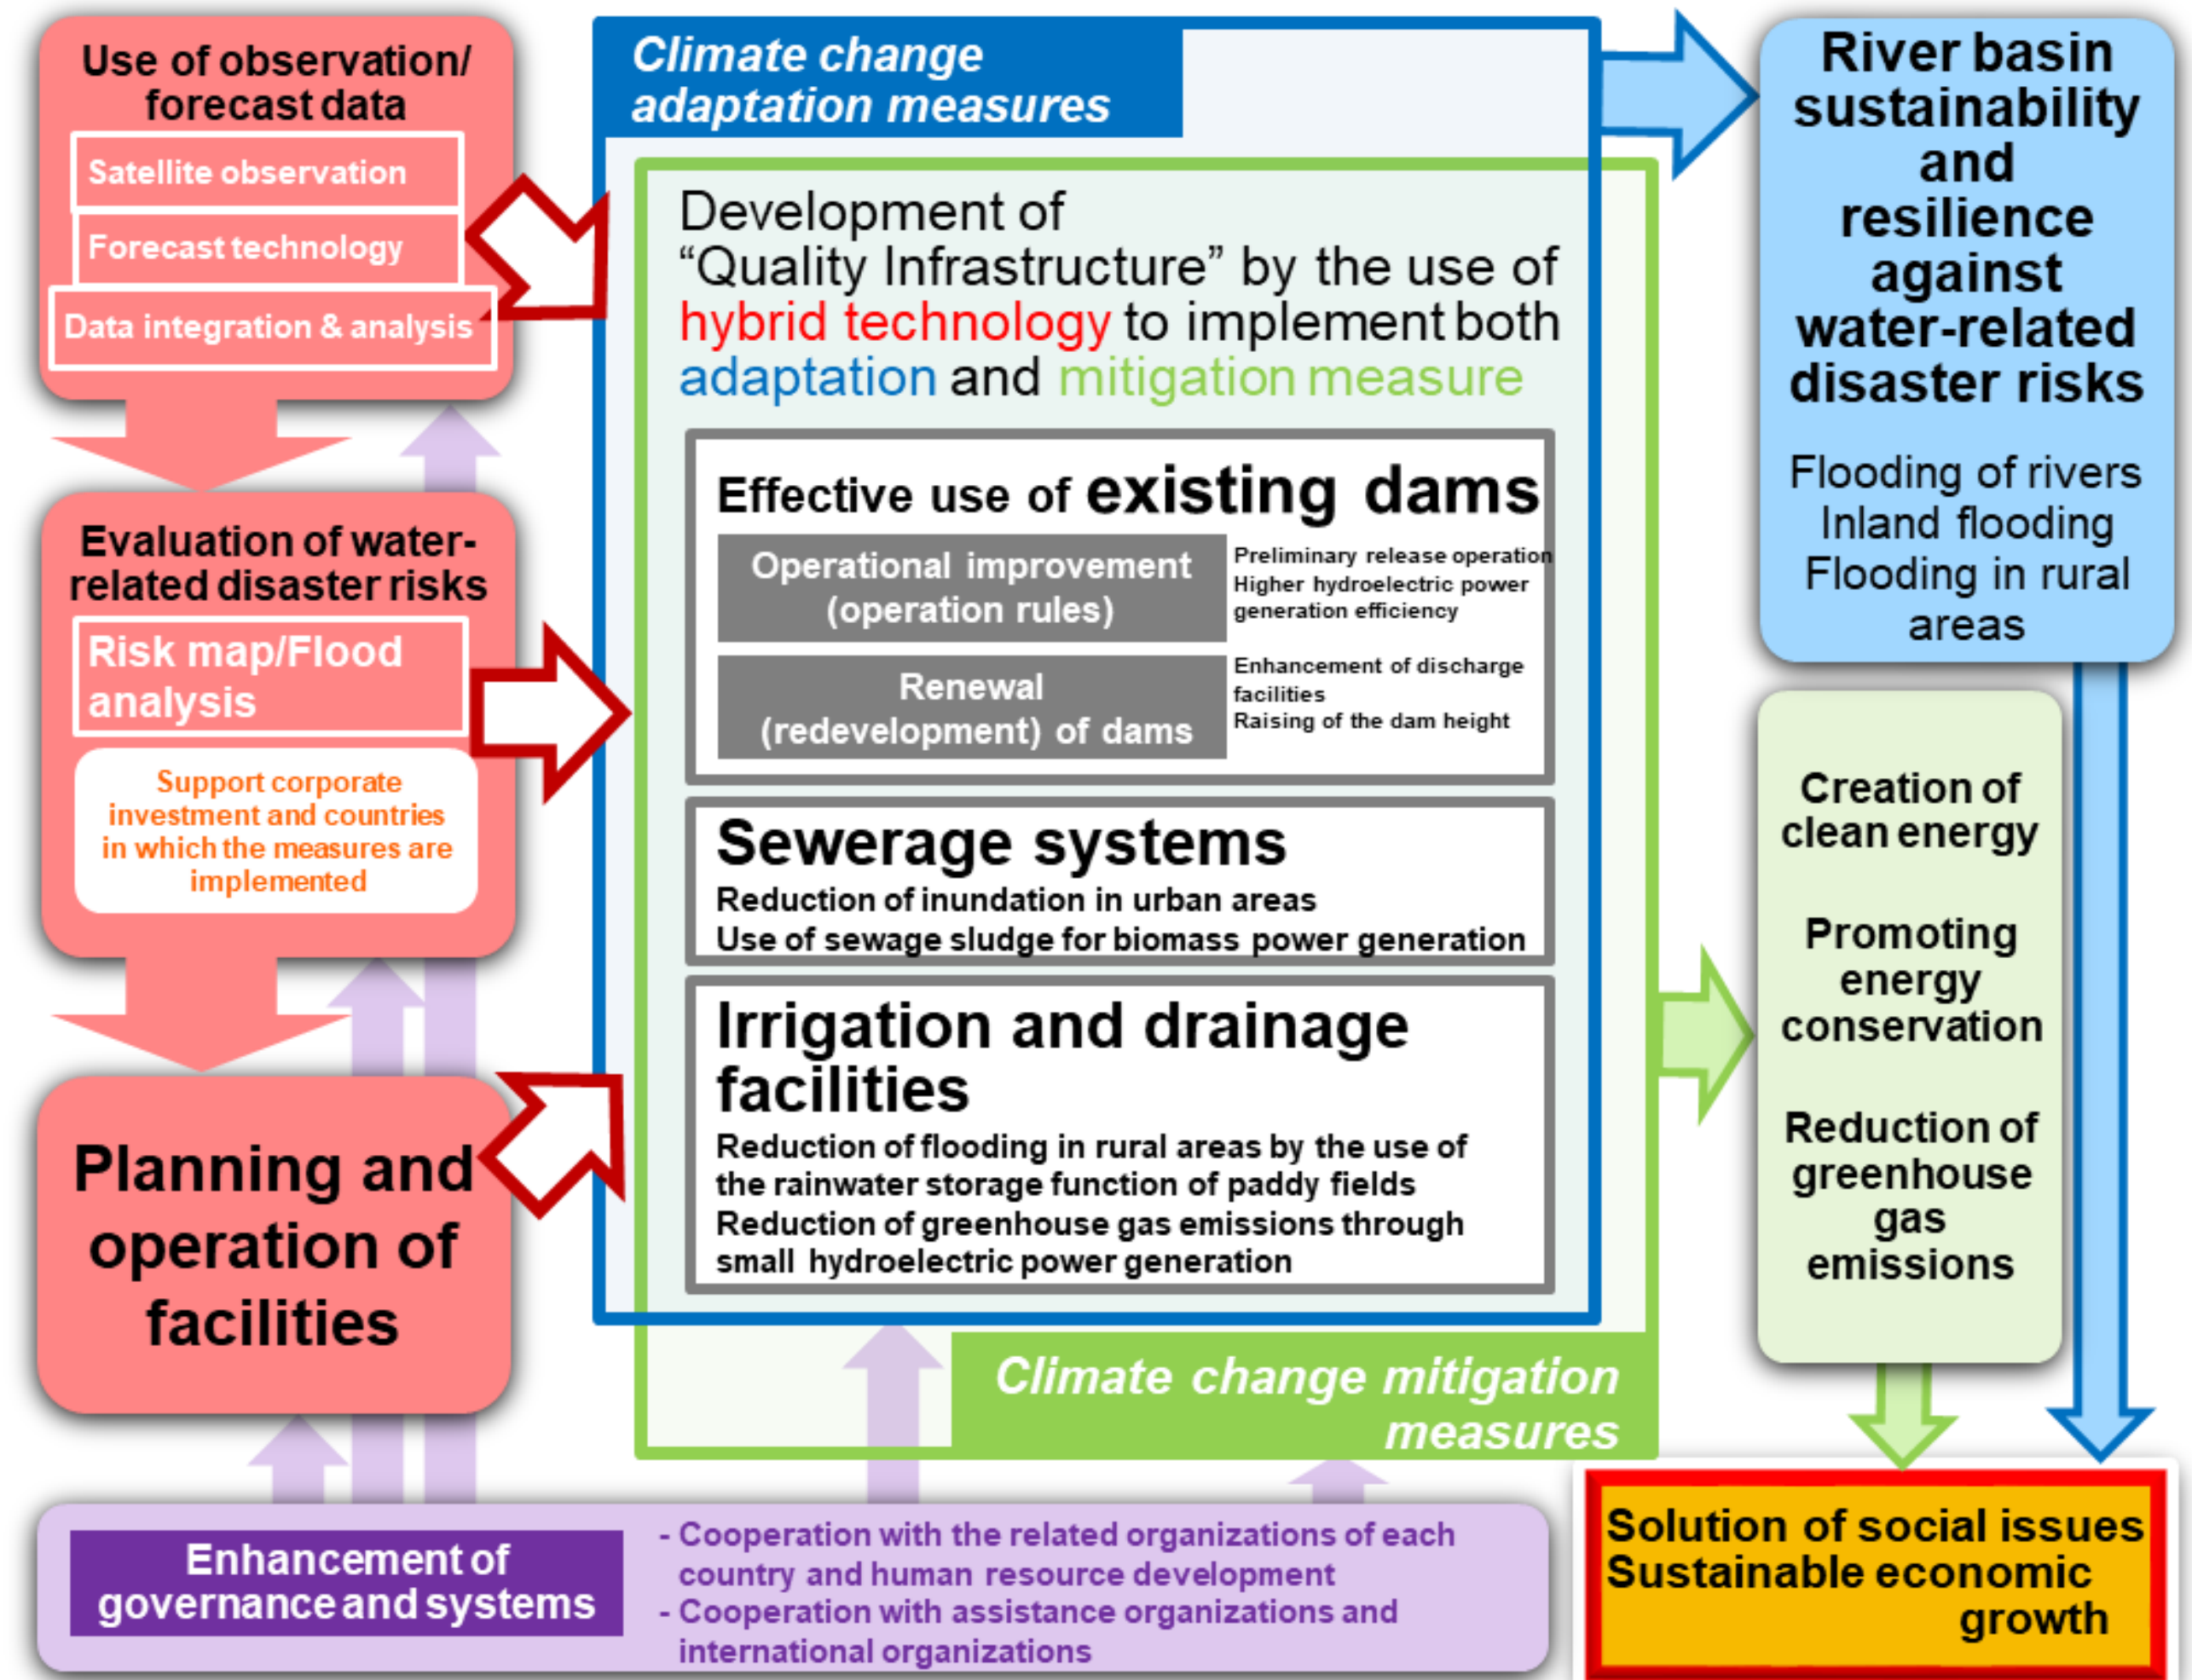 Use of observation/
forecast data
Satellite observation
Forecast technology
Data integration & analysis
Evaluation of water-
related disaster risks
Risk map/Flood
analysis
Support corporate
investment and countries
in which the measures are
implemented
Planning and
operation of
facilities
Climate change
adaptation measures
Development of
“Quality Infrastructure” by the use of
hybrid technology to implement both
adaptation and mitigation measure
Effective use of existing dams
Operational improvement
(operation rules)
Preliminary release operation
Higher hydroelectric power
generation efficiency
Renewal
(redevelopment) of dams
Enhancement of discharge
facilities
Raising of the dam height
Sewerage systems
Reduction of inundation in urban areas
Use of sewage sludge for biomass power generation
Irrigation and drainage
facilities
Reduction of flooding in rural areas by the use of
the rainwater storage function of paddy fields
Reduction of greenhouse gas emissions through
small hydroelectric power generation
Climate change mitigation
measures
River basin
sustainability
and
resilience
against
water-related
disaster risks
Flooding of rivers
Inland flooding
Flooding in rural
areas
Creation of
clean energy
Promoting
energy
conservation
Reduction of
greenhouse
gas
emissions
Enhancement of
governance and systems
- Cooperation with the related organizations of each
country and human resource development
- Cooperation with assistance organizations and
international organizations
Solution of social issues
Sustainable economic
growth